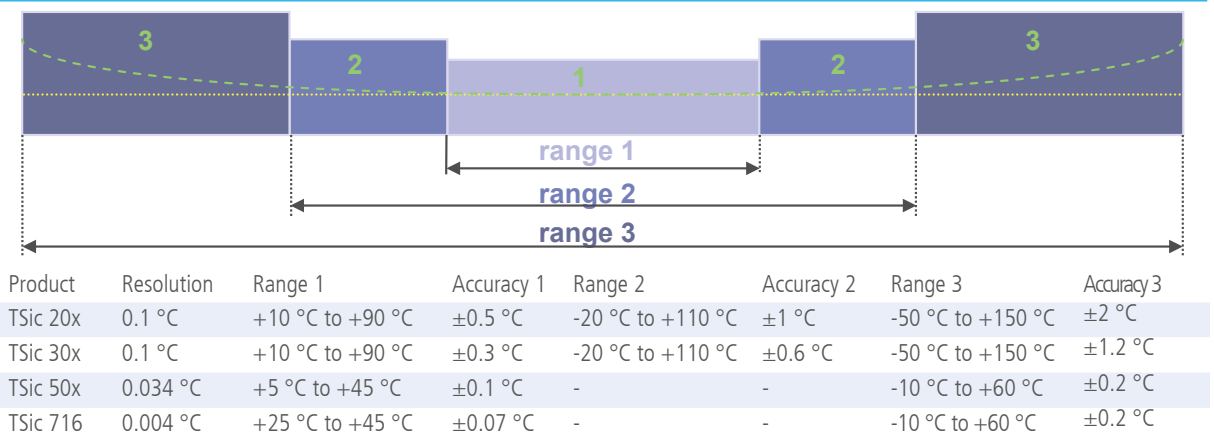 3 2 1 2 3
range 1
range 2
range 3
Product Resolution Range 1 Accuracy 1 Range 2 Accuracy 2 Range 3 Accuracy 3
TSic 20x 0.1 °C +10 °C to +90 °C ±0.5 °C -20 °C to +110 °C ±1 °C -50 °C to +150 °C ±2 °C
TSic 30x 0.1 °C +10 °C to +90 °C ±0.3 °C -20 °C to +110 °C ±0.6 °C -50 °C to +150 °C ±1.2 °C
TSic 50x 0.034 °C +5 °C to +45 °C ±0.1 °C - - -10 °C to +60 °C ±0.2 °C
TSic 716 0.004 °C +25 °C to +45 °C ±0.07 °C - - -10 °C to +60 °C ±0.2 °C